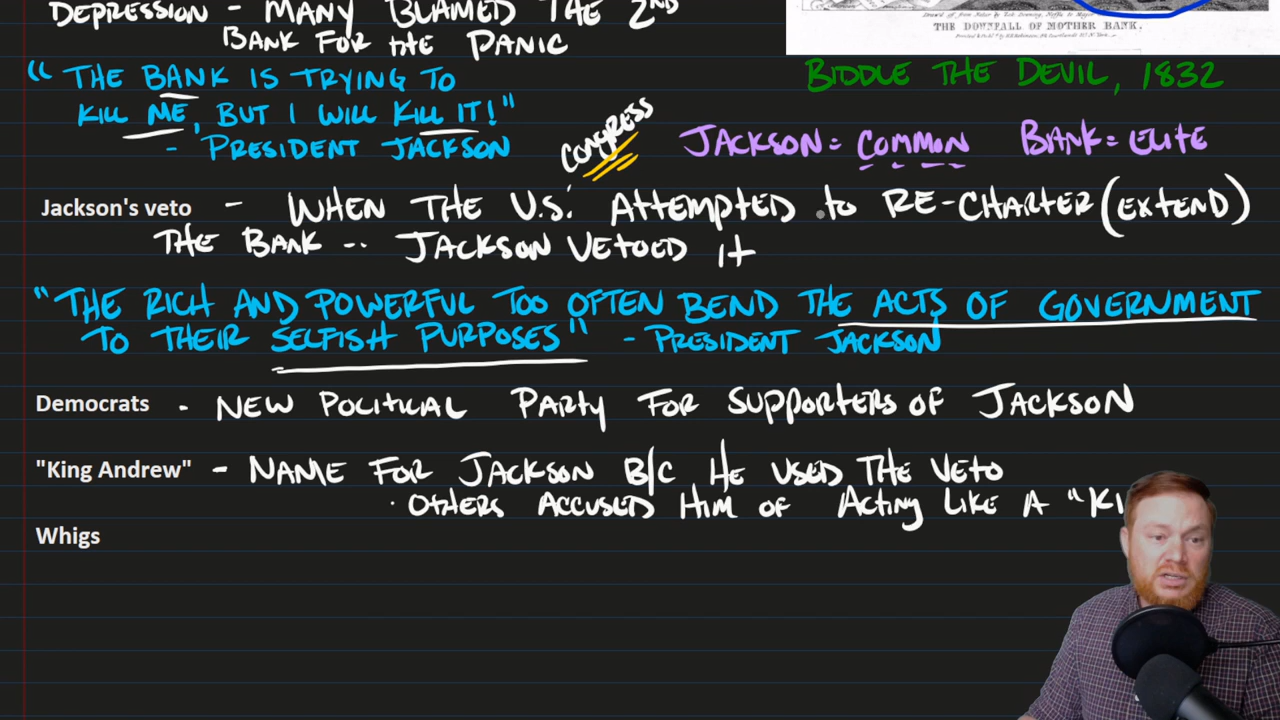 DEPRESSION - MANY BLAMED THE 2ND
BANK FOR THE PANIC
THE DOWNFALL OF MOTHER BANK.
BIDDLE THE DEVIL, 1832
"THE BANK IS TRYING TO
KILL ME, BUT I WILL KILL IT!"
- PRESIDENT JACKSON
CONGRESS
JACKSON = COMMON BANK = ELITE
Jackson's veto - WHEN THE U.S. ATTEMPTED to RE-CHARTER (EXTEND)
THE BANK -- JACKSON VETOED it
"THE RICH AND POWERFUL TOO OFTEN BEND THE ACTS OF GOVERNMENT
TO THEIR SELFISH PURPOSES" - PRESIDENT JACKSON
Democrats - NEW POLITICAL PARTY FOR SUPPORTERS OF JACKSON
"King Andrew" - NAME FOR JACKSON B/C HE USED THE VETO
· OTHERS ACCUSED HIM OF ACTING LIKE A "KI
Whigs